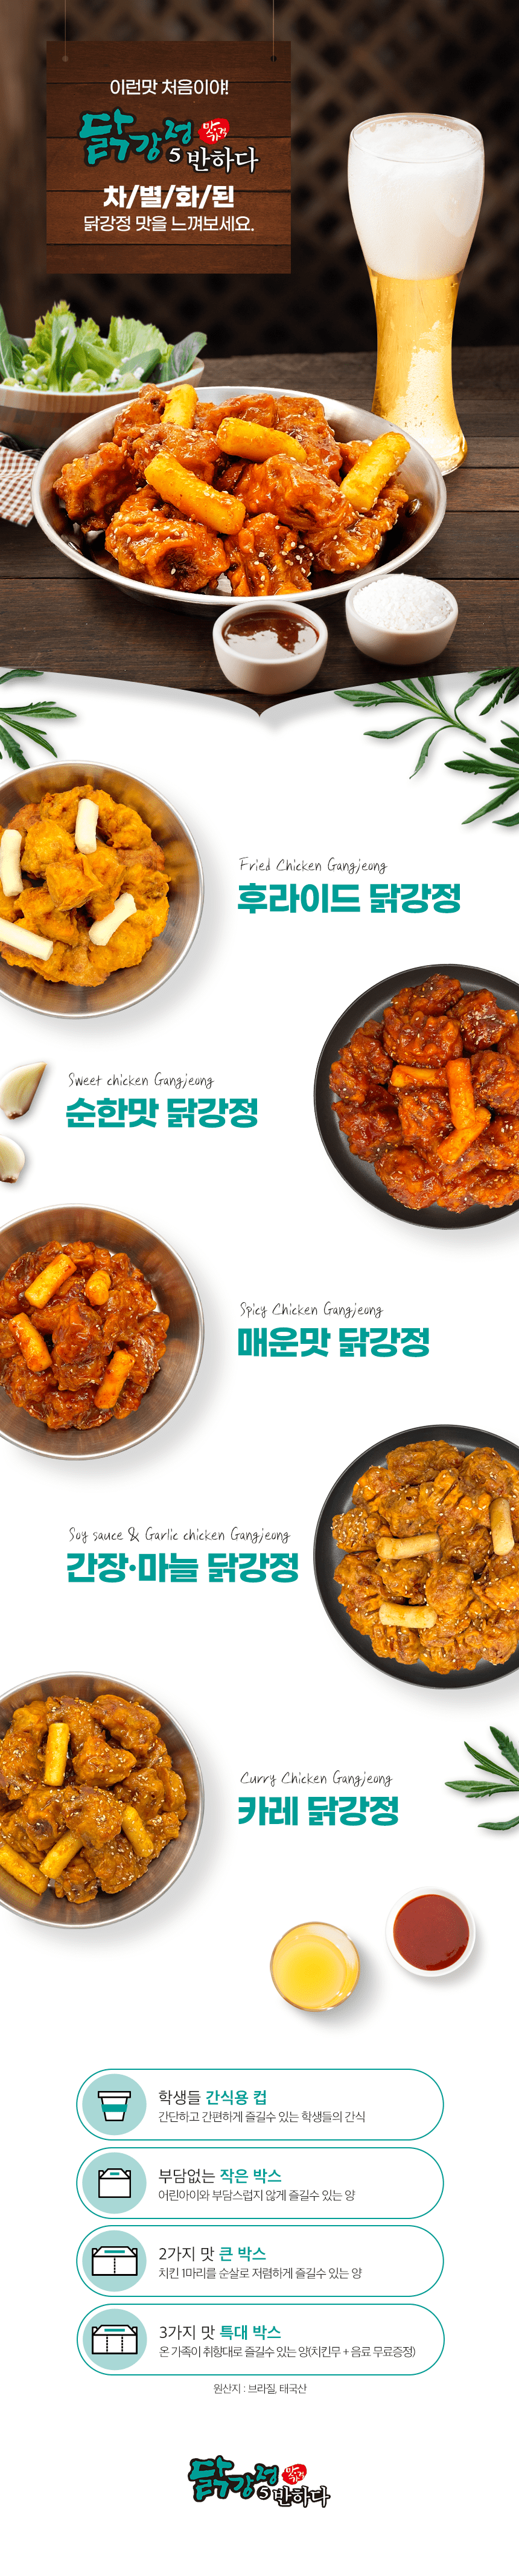 이런맛 처음이야!
닭강정 맛과가격
5 반하다
차/별/화/된
닭강정 맛을 느껴보세요.
Fried Chicken Gangjeong
후라이드 닭강정
Sweet chicken Gangjeong
순한맛 닭강정
Spicy Chicken Gangjeong
매운맛 닭강정
Soy sauce & Garlic chicken Gangjeong
간장·마늘 닭강정
Curry Chicken Gangjeong
카레 닭강정
학생들 간식용 컵
간단하고 간편하게 즐길수 있는 학생들의 간식
부담없는 작은 박스
어린아이와 부담스럽지 않게 즐길수 있는 양
2가지 맛 큰 박스
치킨 1마리를 순살로 저렴하게 즐길수 있는 양
3가지 맛 특대 박스
온 가족이 취향대로 즐길수 있는 양(치킨무 + 음료 무료증정)
원산지 : 브라질, 태국산
닭강정
5 반하다